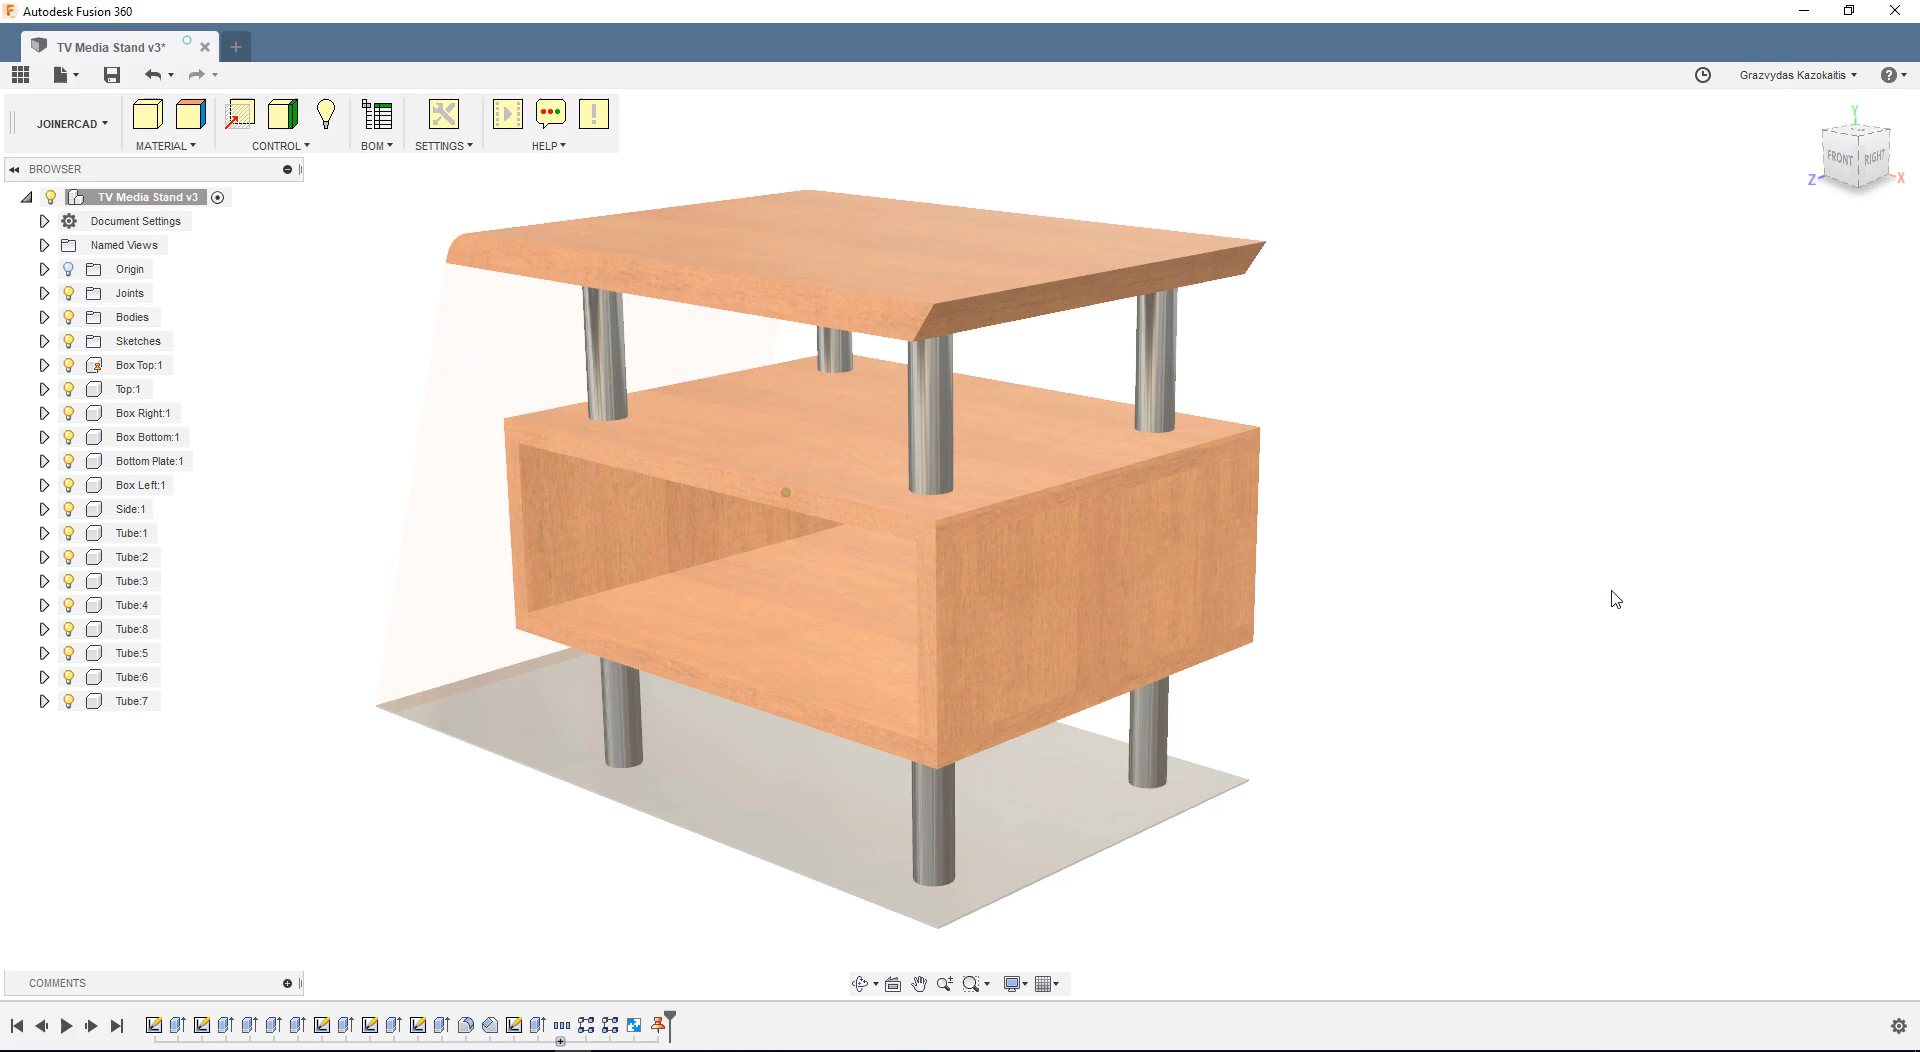 Autodesk Fusion 360
TV Media Stand v3*
Grazvydas Kazokaitis
JOINERCAD
MATERIAL
CONTROL
BOM
SETTINGS
HELP
BROWSER
TV Media Stand v3
Document Settings
Named Views
Origin
Joints
Bodies
Sketches
Box Top:1
Top:1
Box Right:1
Box Bottom:1
Bottom Plate:1
Box Left:1
Side:1
Tube:1
Tube:2
Tube:3
Tube:4
Tube:8
Tube:5
Tube:6
Tube:7
Y
FRONT
RIGHT
Z
X
COMMENTS